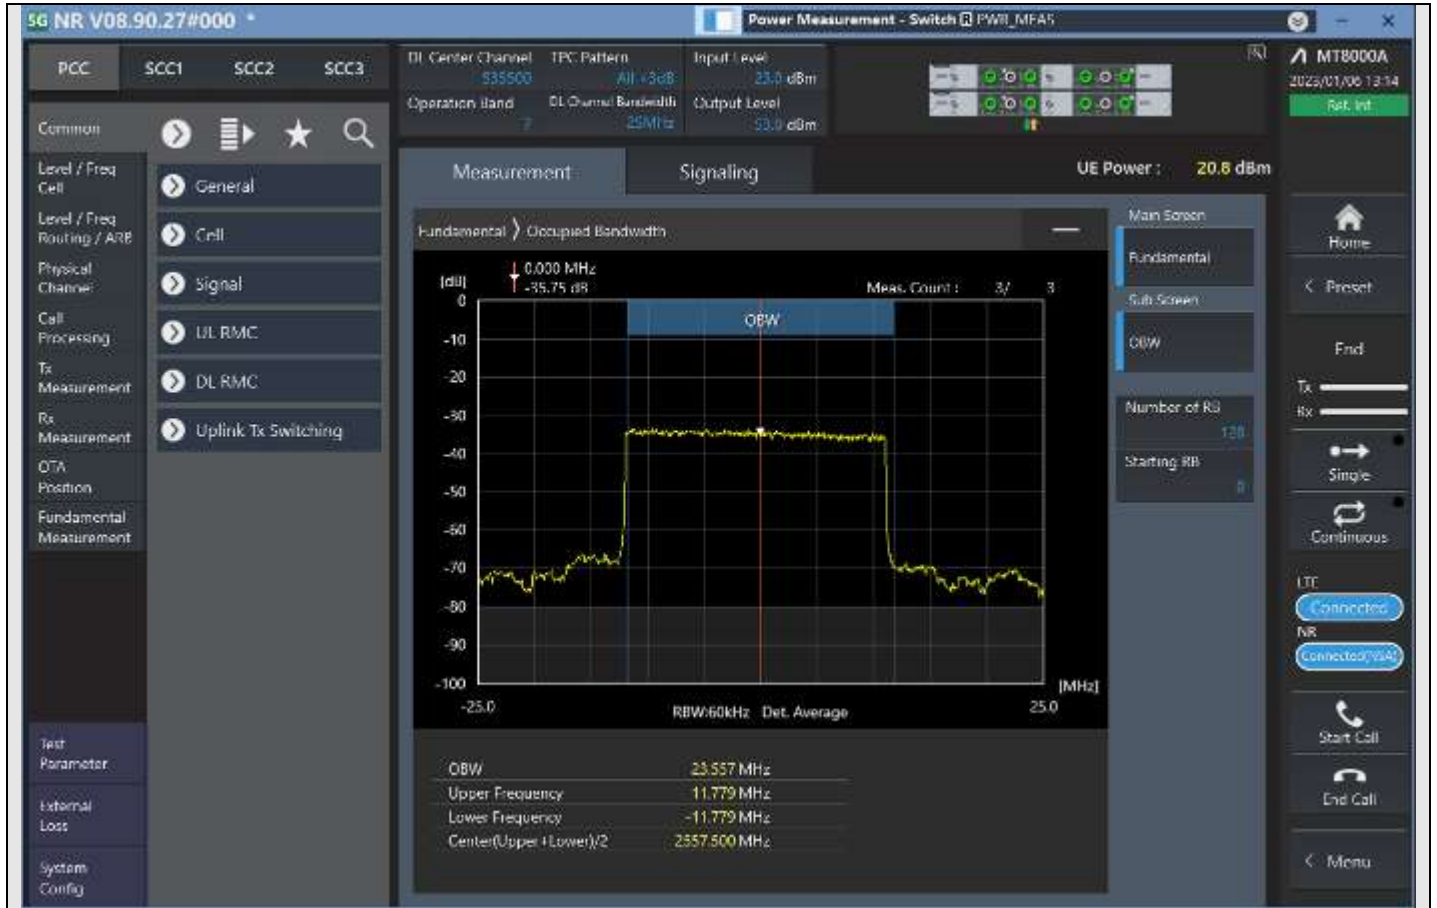 5G NR V08.90.27#000 *
Power Measurement - Switch PWR_MEAS
PCC SCC1 SCC2 SCC3
DL Center Channel TPC Pattern Input Level
535500 All +3dB 23.0 dBm
Operation Band DL Channel Bandwidth Output Level
7 25MHz 53.0 dBm
MT8000A
2023/01/06 13:14
Ref. Int
Common
Level / Freq
Cell
Level / Freq
Routing / ARB
Physical
Channel
Call
Processing
Tx
Measurement
Rx
Measurement
OTA
Position
Fundamental
Measurement
Test
Parameter
External
Loss
System
Config
General
Cell
Signal
UL RMC
DL RMC
Uplink Tx Switching
Measurement Signaling
UE Power : 20.8 dBm
Fundamental Occupied Bandwidth
[dB]
0.000 MHz
-35.75 dB
Meas. Count : 3/ 3
OBW
0
-10
-20
-30
-40
-50
-60
-70
-80
-90
-100
-25.0 25.0
[MHz]
RBW:60kHz Det. Average
OBW 23.557 MHz
Upper Frequency 11.779 MHz
Lower Frequency -11.779 MHz
Center(Upper+Lower)/2 2557.500 MHz
Main Screen
Fundamental
Sub Screen
OBW
Number of RB
128
Starting RB
0
Home
< Preset
End
Tx
Rx
Single
Continuous
LTE
Connected
NR
Connected(NSA)
Start Call
End Call
< Menu